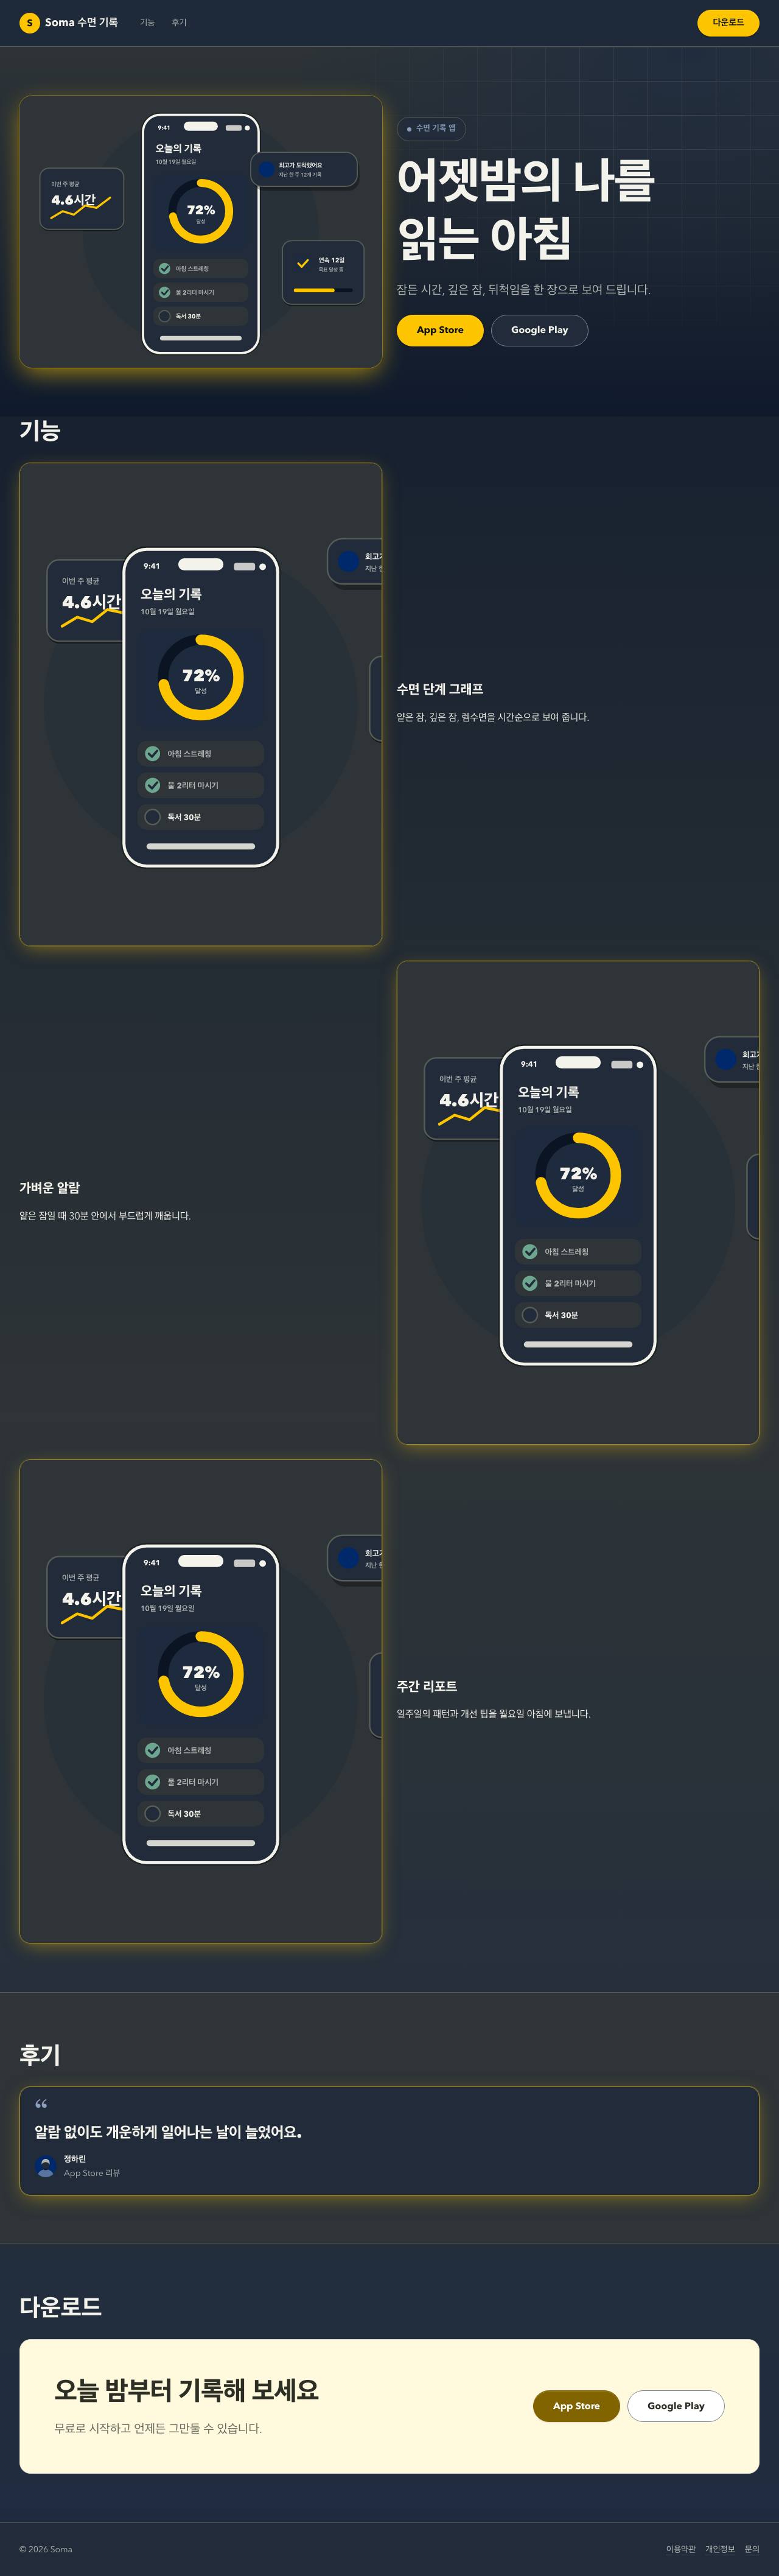 S Soma 수면 기록
기능
후기
다운로드
이번 주 평균
4.6시간
9:41
오늘의 기록
10월 19일 월요일
72%
달성
아침 스트레칭
물 2리터 마시기
독서 30분
회고가 도착했어요
지난 한 주 12개 기록
연속 12일
목표 달성 중
수면 기록 앱
어젯밤의 나를
읽는 아침
잠든 시간, 깊은 잠, 뒤척임을 한 장으로 보여 드립니다.
App Store
Google Play
기능
이번 주 평균
4.6시간
9:41
오늘의 기록
10월 19일 월요일
72%
달성
아침 스트레칭
물 2리터 마시기
독서 30분
회고
지난
수면 단계 그래프
얕은 잠, 깊은 잠, 렘수면을 시간순으로 보여 줍니다.
가벼운 알람
얕은 잠일 때 30분 안에서 부드럽게 깨웁니다.
이번 주 평균
4.6시간
9:41
오늘의 기록
10월 19일 월요일
72%
달성
아침 스트레칭
물 2리터 마시기
독서 30분
회고
지난
이번 주 평균
4.6시간
9:41
오늘의 기록
10월 19일 월요일
72%
달성
아침 스트레칭
물 2리터 마시기
독서 30분
회고
지난
주간 리포트
일주일의 패턴과 개선 팁을 월요일 아침에 보냅니다.
후기
“
알람 없이도 개운하게 일어나는 날이 늘었어요.
정하린
App Store 리뷰
다운로드
오늘 밤부터 기록해 보세요
무료로 시작하고 언제든 그만둘 수 있습니다.
App Store
Google Play
© 2026 Soma
이용약관
개인정보
문의